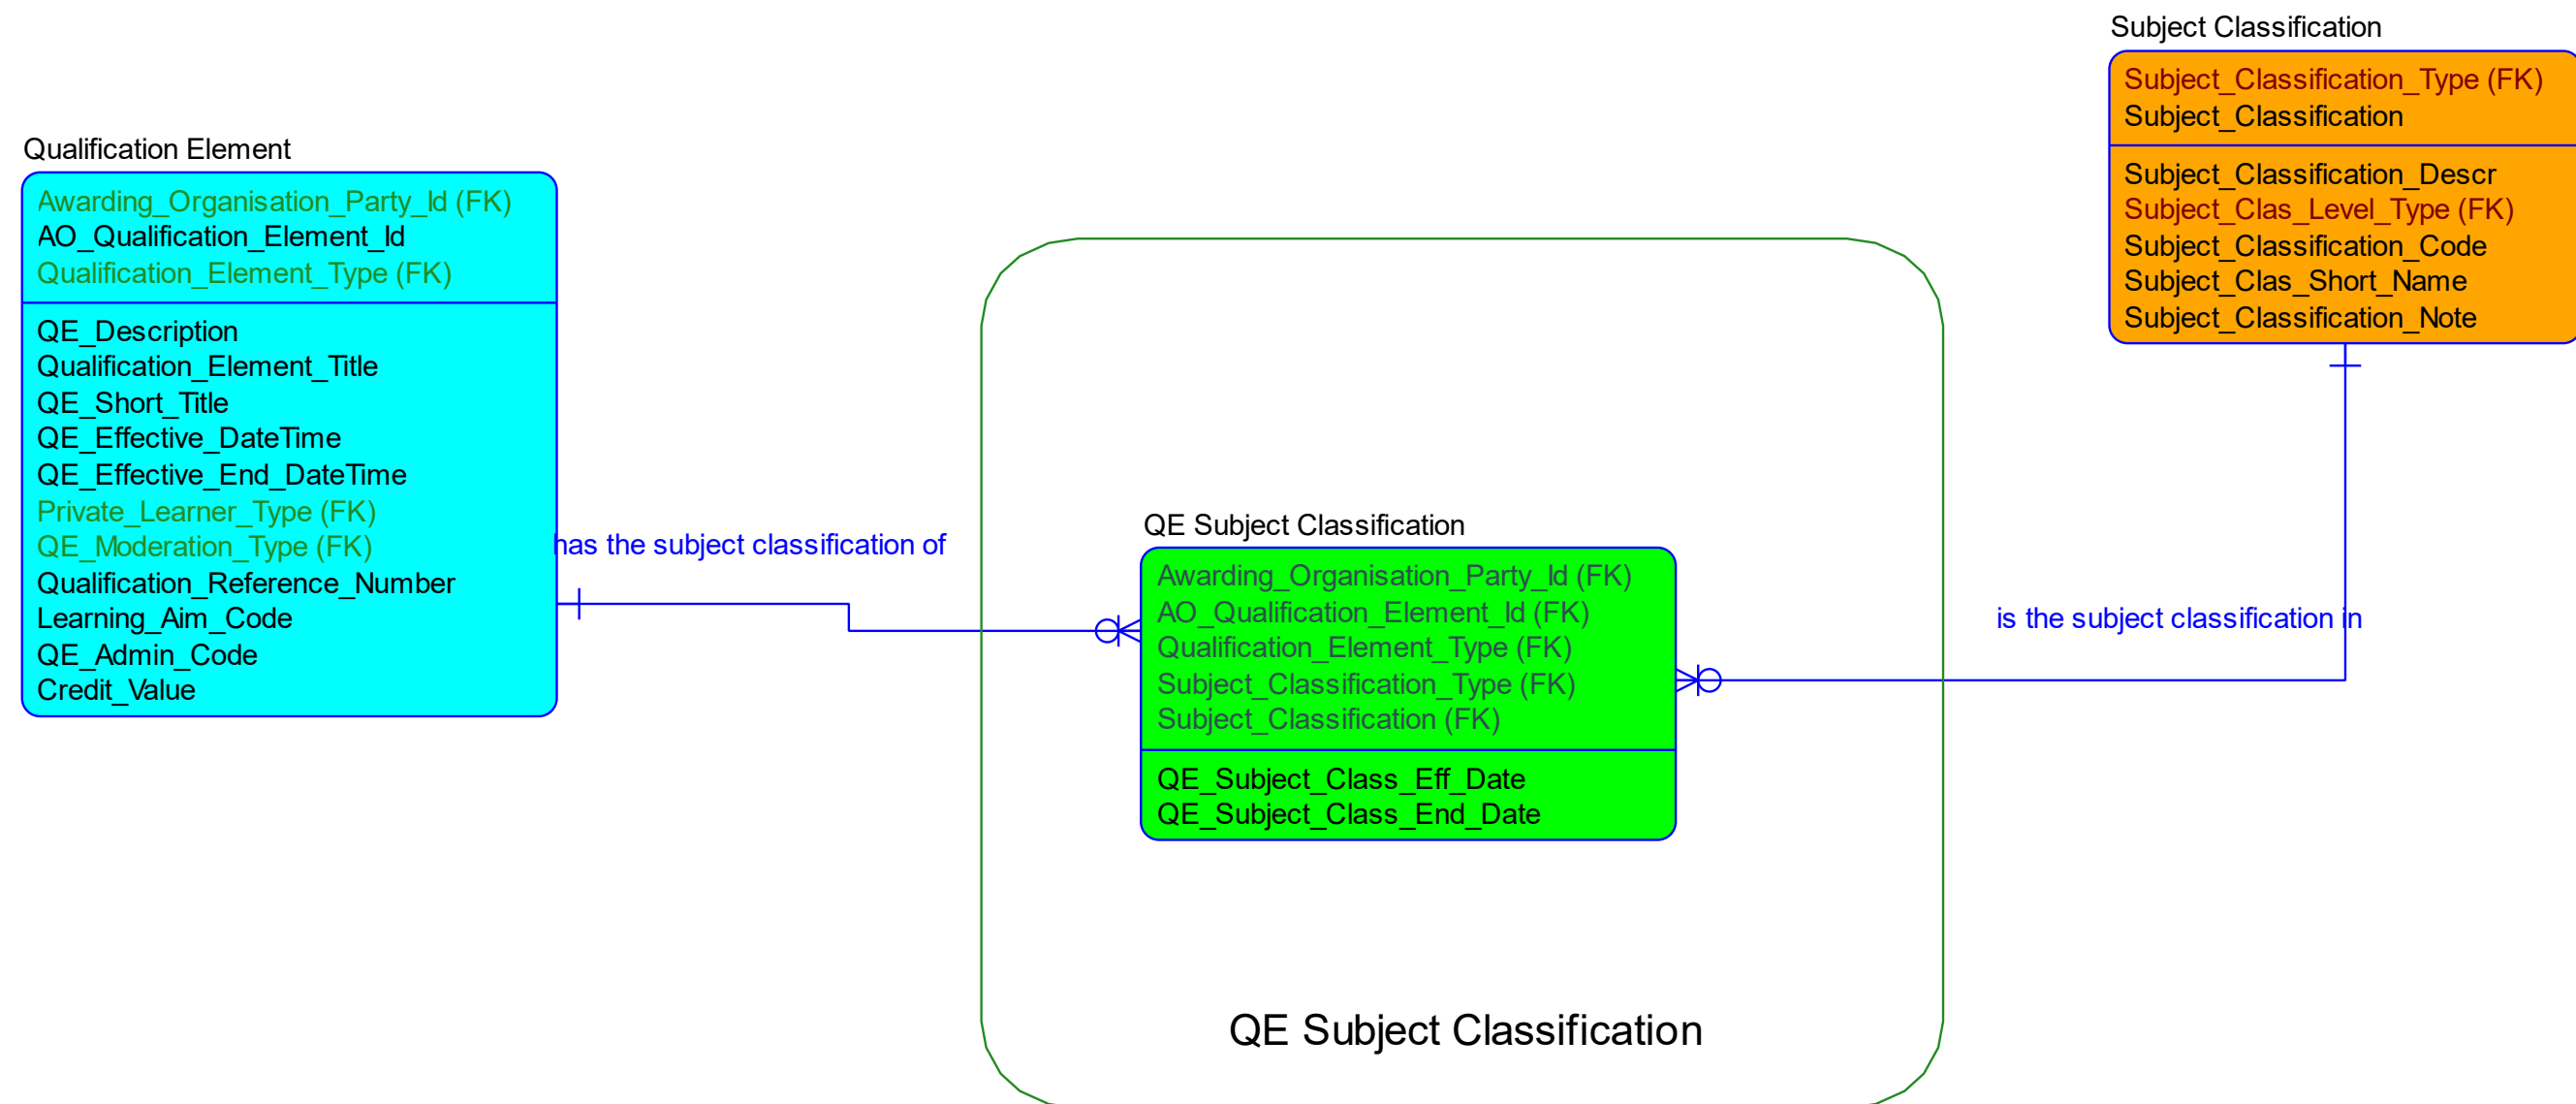 Qualification Element
Awarding_Organisation_Party_Id (FK)
AO_Qualification_Element_Id
Qualification_Element_Type (FK)
QE_Description
Qualification_Element_Title
QE_Short_Title
QE_Effective_DateTime
QE_Effective_End_DateTime
Private_Learner_Type (FK)
QE_Moderation_Type (FK)
Qualification_Reference_Number
Learning_Aim_Code
QE_Admin_Code
Credit_Value
has the subject classification of
QE Subject Classification
Awarding_Organisation_Party_Id (FK)
AO_Qualification_Element_Id (FK)
Qualification_Element_Type (FK)
Subject_Classification_Type (FK)
Subject_Classification (FK)
QE_Subject_Class_Eff_Date
QE_Subject_Class_End_Date
QE Subject Classification
is the subject classification in
Subject Classification
Subject_Classification_Type (FK)
Subject_Classification
Subject_Classification_Descr
Subject_Clas_Level_Type (FK)
Subject_Classification_Code
Subject_Clas_Short_Name
Subject_Classification_Note